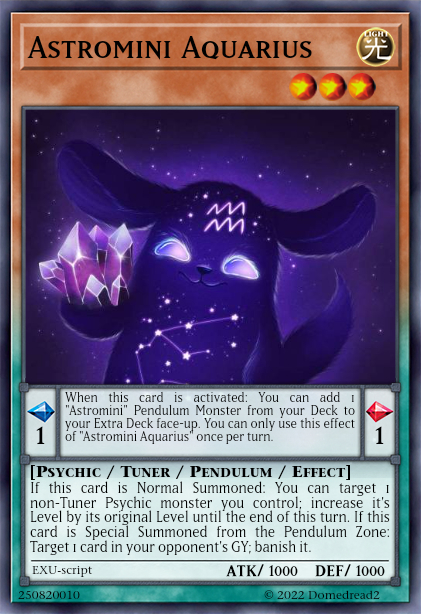 ASTROMINI AQUARIUS
LIGHT
光
When this card is activated: You can add 1
"Astromini" Pendulum Monster from your Deck to
your Extra Deck face-up. You can only use this effect
of "Astromini Aquarius" once per turn.
1
1
[PSYCHIC / TUNER / PENDULUM / EFFECT]
If this card is Normal Summoned: You can target 1
non-Tuner Psychic monster you control; increase it's
Level by its original Level until the end of this turn. If this
card is Special Summoned from the Pendulum Zone:
Target 1 card in your opponent's GY; banish it.
EXU-script
ATK/ 1000 DEF/ 1000
250820010
© 2022 Domedread2